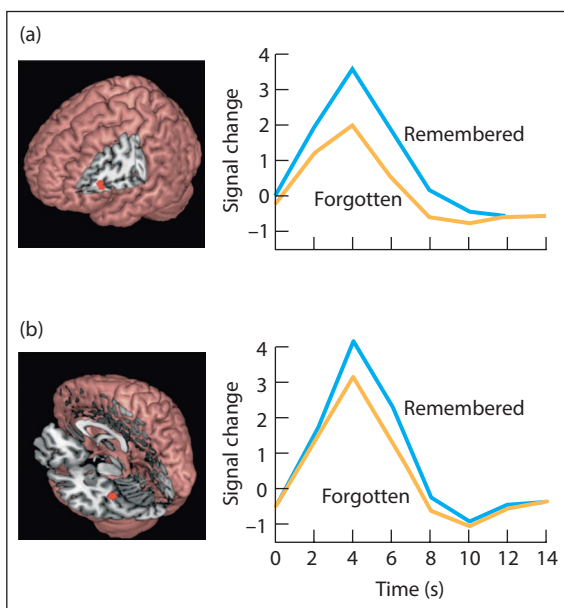 (a)
Signal change
4
3
2
1
0
−1
Remembered
Forgotten
(b)
Signal change
4
3
2
1
0
−1
Remembered
Forgotten
0 2 4 6 8 10 12 14
Time (s)